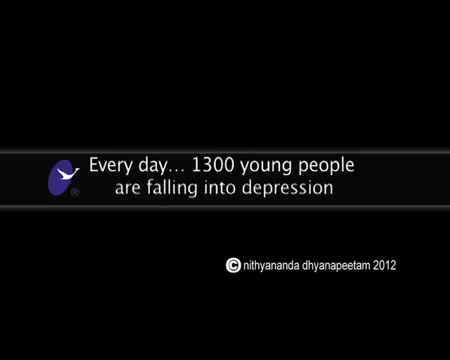 Every day... 1300 young people
are falling into depression
®
© nithyananda dhyanapeetam 2012